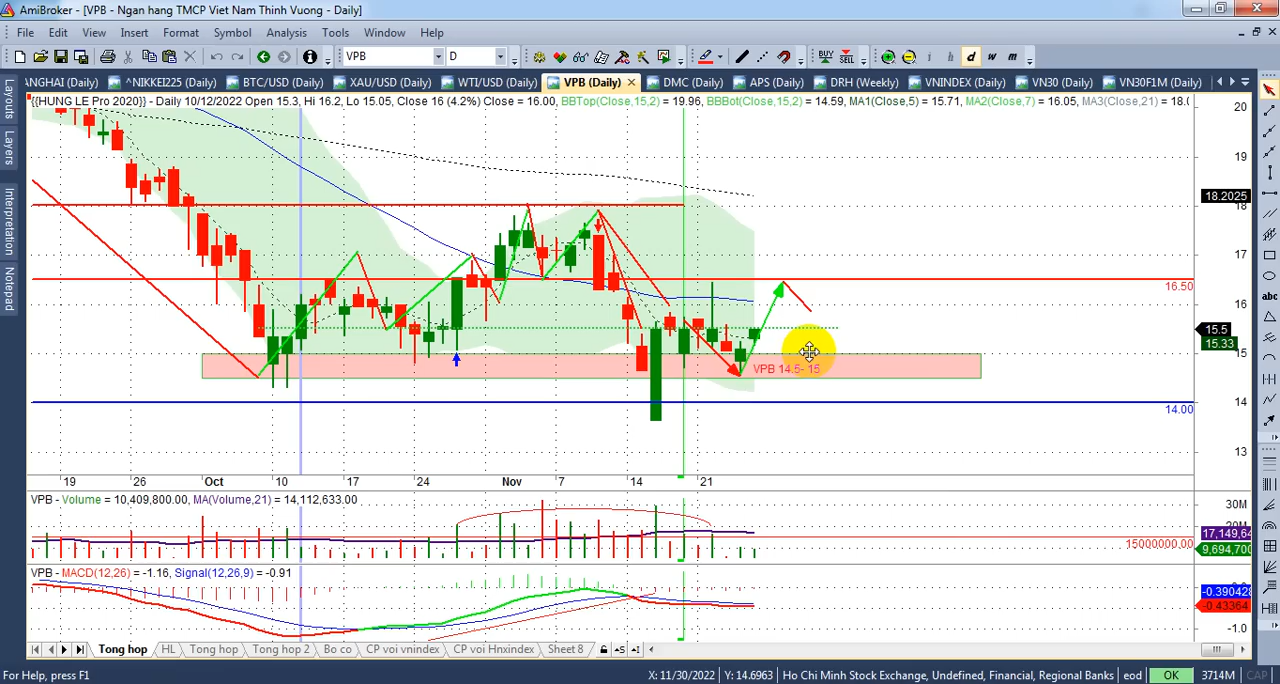 AmiBroker - [VPB - Ngan hang TMCP Viet Nam Thinh Vuong - Daily]
File Edit View Insert Format Symbol Analysis Tools Window Help
VPB D BUY SELL i h d w m
ANGHAI (Daily) ^NIKKEI225 (Daily) BTC/USD (Daily) XAU/USD (Daily) WTI/USD (Daily) VPB (Daily) DMC (Daily) APS (Daily) DRH (Weekly) VNINDEX (Daily) VN30 (Daily) VN30F1M (Daily)
Layouts
Layers
Interpretation
Notepad
{{HUNG LE Pro 2020}} - Daily 10/12/2022 Open 15.3, Hi 16.2, Lo 15.05, Close 16 (4.2%) Close = 16.00, BBTop(Close,15,2) = 19.96, BBBot(Close,15,2) = 14.59, MA1(Close,5) = 15.71, MA2(Close,7) = 16.05, MA3(Close,21) = 18.0
20
19
18.2025
18
17
16.50
16
15.5
15.33
15
VPB 14.5- 15
14
14.00
13
19 26 Oct 10 17 24 Nov 7 14 21
VPB - Volume = 10,409,800.00, MA(Volume,21) = 14,112,633.00
30M
20M
17,149,64
15000000.00
9,694,700
VPB - MACD(12,26) = -1.16, Signal(12,26,9) = -0.91
-0.390428
-0.43364
-1.0
Tong hop HL Tong hop Tong hop 2 Bo co CP voi vnindex CP voi Hnxindex Sheet 8
For Help, press F1 X: 11/30/2022 Y: 14.6963 Ho Chi Minh Stock Exchange, Undefined, Financial, Regional Banks eod OK 3714M CAP
abc